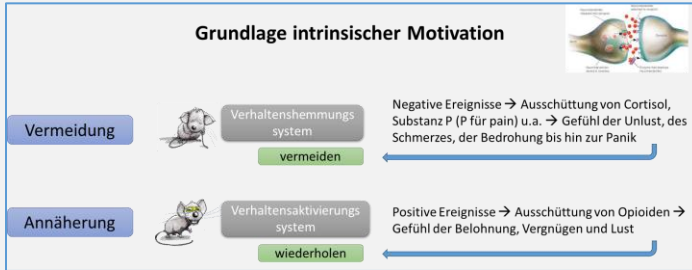 Grundlage intrinsischer Motivation
Vermeidung
Verhaltenshemmungs
system
vermeiden
Negative Ereignisse → Ausschüttung von Cortisol,
Substanz P (P für pain) u.a. → Gefühl der Unlust, des
Schmerzes, der Bedrohung bis hin zur Panik
Annäherung
Verhaltensaktivierungs
system
wiederholen
Positive Ereignisse → Ausschüttung von Opioiden →
Gefühl der Belohnung, Vergnügen und Lust